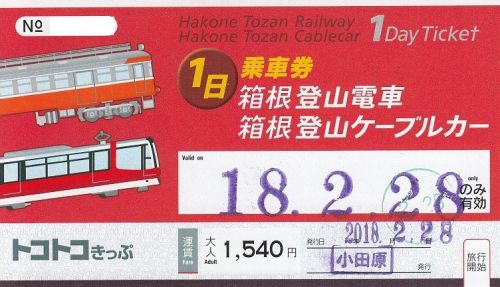 No
Hakone Tozan Railway
Hakone Tozan Cablecar
1 Day Ticket
1日
乗車券
箱根登山電車
箱根登山ケーブルカー
Valid on
18.2.28
only
のみ
有効
トコトコきっぷ
運賃
Fare
大人
Adult
1,540円
発行日
2018.2.28
小田原
発行
旅行
開始